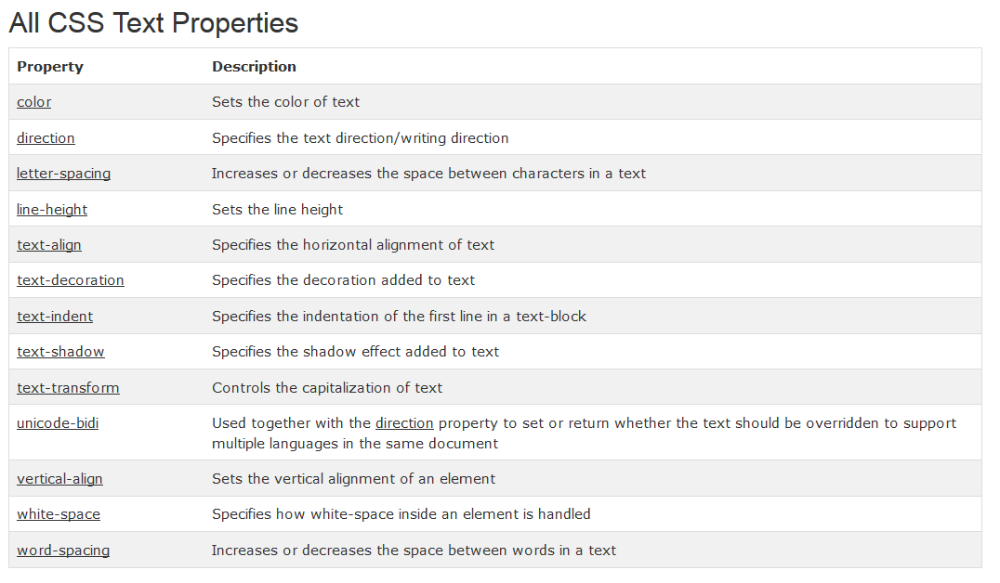 All CSS Text Properties
Property Description
color Sets the color of text
direction Specifies the text direction/writing direction
letter-spacing Increases or decreases the space between characters in a text
line-height Sets the line height
text-align Specifies the horizontal alignment of text
text-decoration Specifies the decoration added to text
text-indent Specifies the indentation of the first line in a text-block
text-shadow Specifies the shadow effect added to text
text-transform Controls the capitalization of text
unicode-bidi Used together with the direction property to set or return whether the text should be overridden to support
multiple languages in the same document
vertical-align Sets the vertical alignment of an element
white-space Specifies how white-space inside an element is handled
word-spacing Increases or decreases the space between words in a text